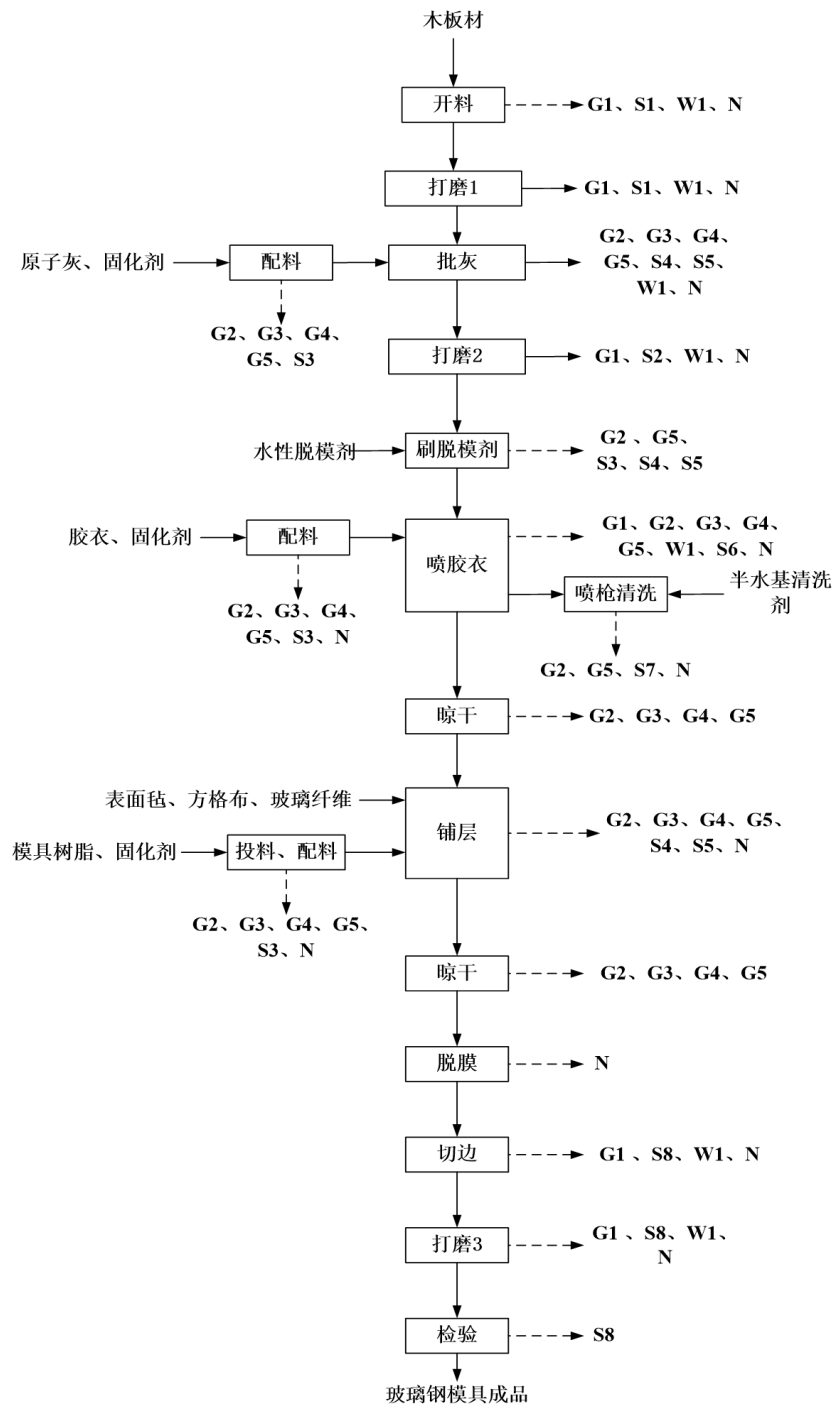 木板材
开料
G1、S1、W1、N
打磨1
G1、S1、W1、N
原子灰、固化剂
配料
批灰
G2、G3、G4、
G5、S4、S5、
W1、N
G2、G3、G4、
G5、S3
打磨2
G1、S2、W1、N
水性脱模剂
刷脱模剂
G2 、G5、
S3、S4、S5
胶衣、固化剂
配料
喷胶衣
G1、G2、G3、G4、
G5、W1、S6、N
喷枪清洗
半水基清洗
剂
G2、G3、G4、
G5、S3、N
G2、G5、S7、N
晾干
G2、G3、G4、G5
表面毡、方格布、玻璃纤维
铺层
G2、G3、G4、G5、
S4、S5、N
模具树脂、固化剂
投料、配料
G2、G3、G4、G5、
S3、N
晾干
G2、G3、G4、G5
脱膜
N
切边
G1 、S8、W1、N
打磨3
G1 、S8、W1、
N
检验
S8
玻璃钢模具成品